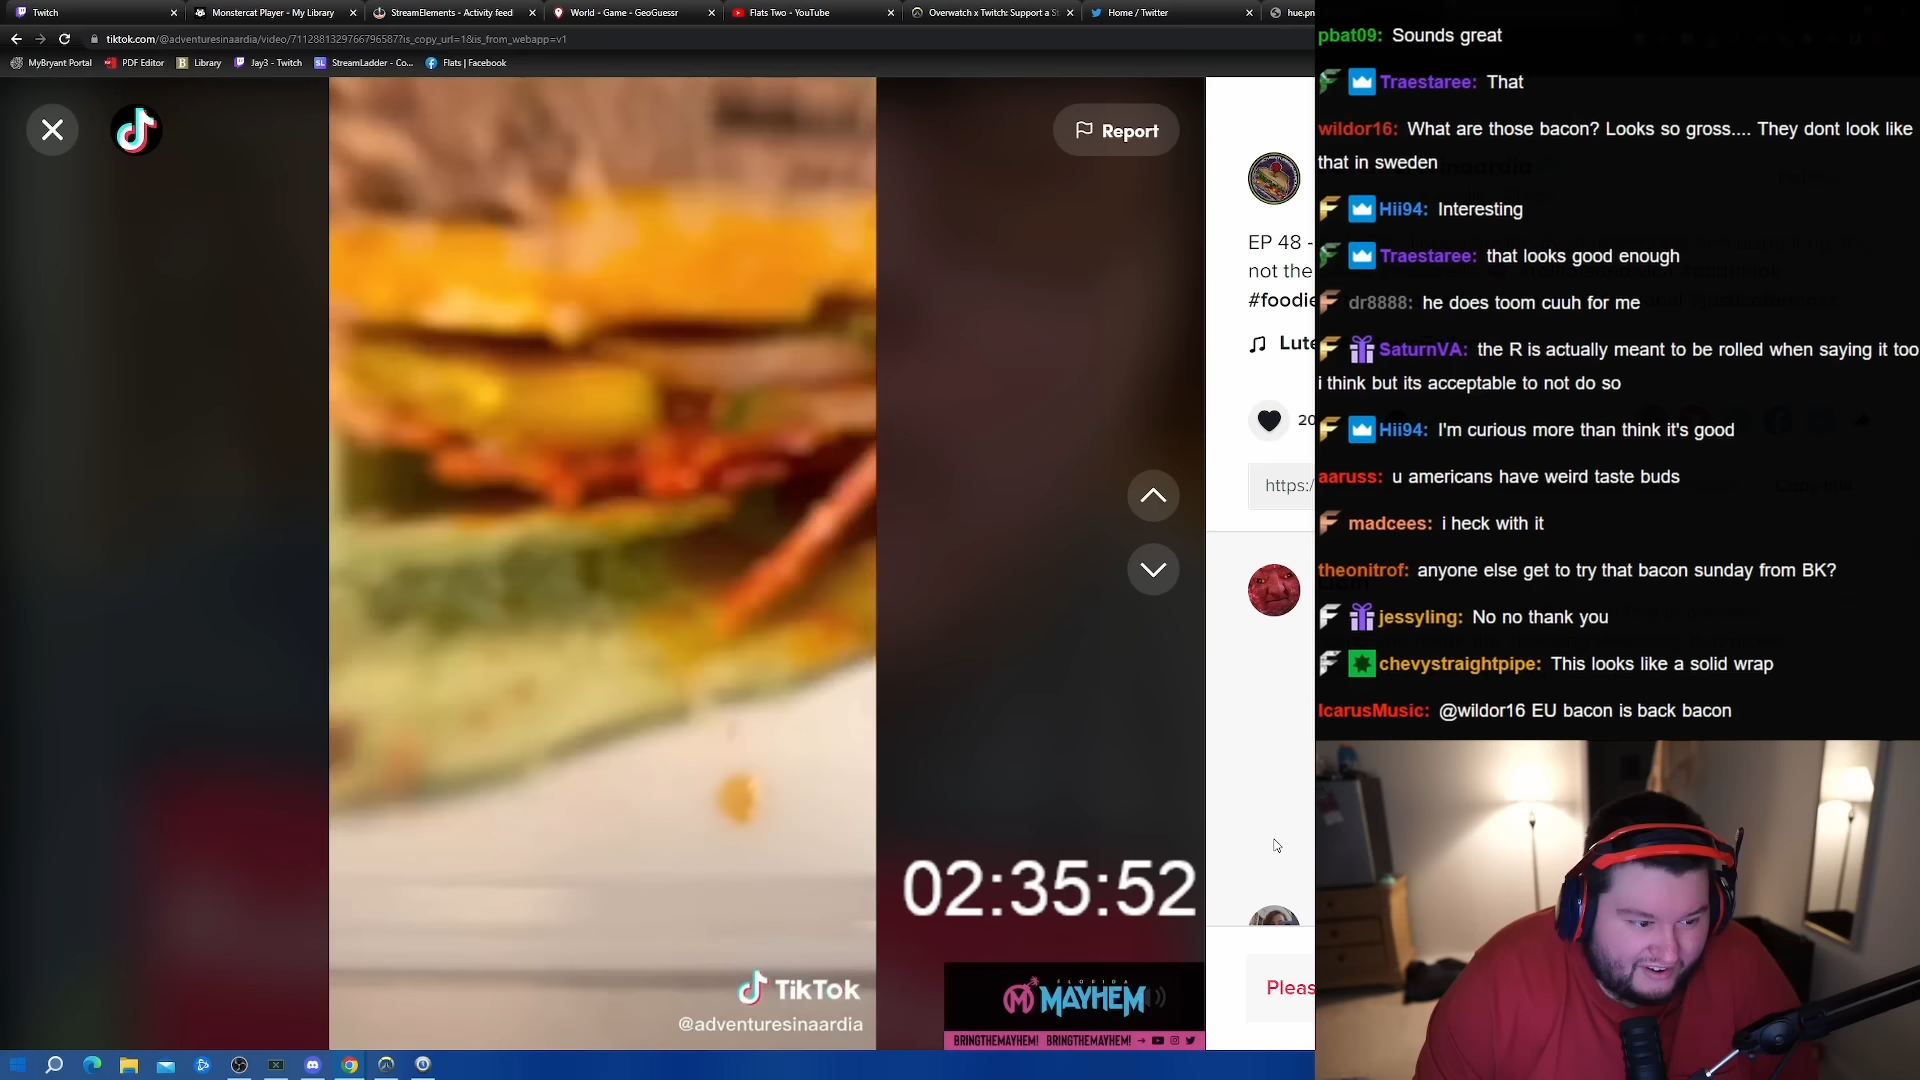 Twitch
Monstercat Player - My Library
StreamElements - Activity feed
World - Game - GeoGuessr
Flats Two - YouTube
Overwatch x Twitch: Support a S
Home / Twitter
hue.pn
tiktok.com/@adventuresinaardia/video/7112881329766796587?is_copy_url=1&is_from_webapp=v1
MyBryant Portal
PDF Editor
Library
Jay3 - Twitch
StreamLadder - Co...
Flats | Facebook
Report
EP 48 -
not the
#foodie
Lute
20
https:/
Pleas
02:35:52
TikTok
@adventuresinaardia
FLORIDA
MAYHEM
BRINGTHEMAYHEM! BRINGTHEMAYHEM!
pbat09: Sounds great
Traestaree: That
wildor16: What are those bacon? Looks so gross.... They dont look like
that in sweden
Hii94: Interesting
Traestaree: that looks good enough
dr8888: he does toom cuuh for me
SaturnVA: the R is actually meant to be rolled when saying it too
i think but its acceptable to not do so
Hii94: I'm curious more than think it's good
aaruss: u americans have weird taste buds
madcees: i heck with it
theonitrof: anyone else get to try that bacon sunday from BK?
jessyling: No no thank you
chevystraightpipe: This looks like a solid wrap
IcarusMusic: @wildor16 EU bacon is back bacon